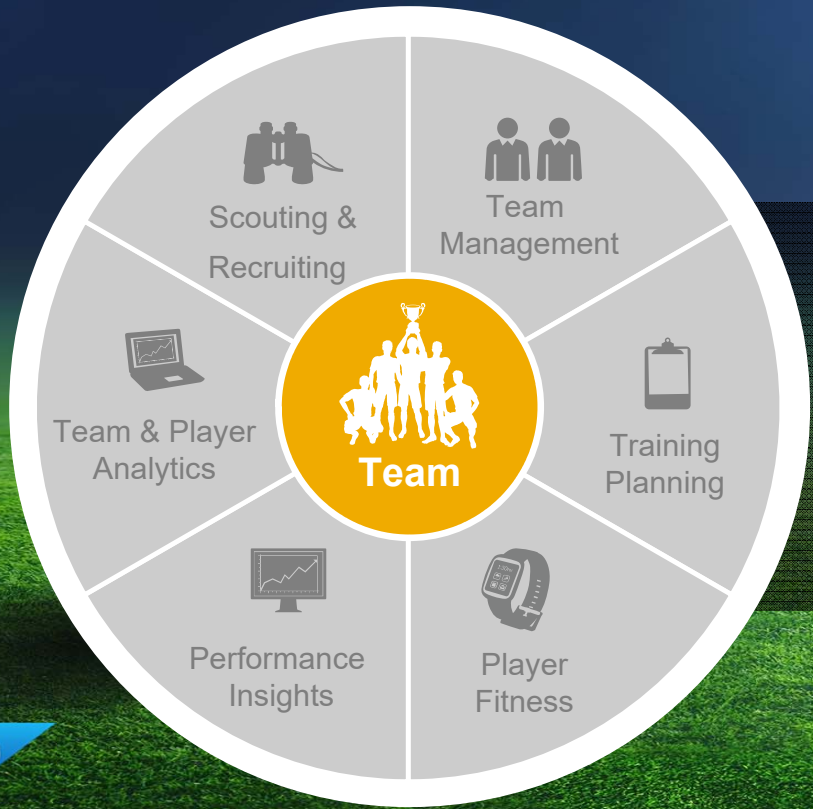 Scouting &
Recruiting
Team
Management
Team & Player
Analytics
Team
Training
Planning
Performance
Insights
Player
Fitness